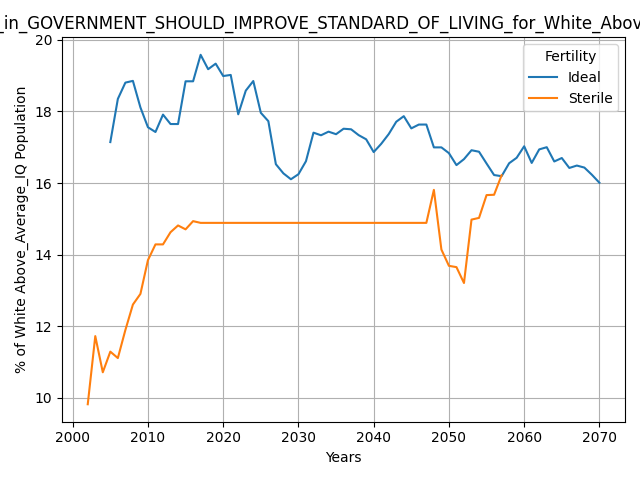 _in_GOVERNMENT_SHOULD_IMPROVE_STANDARD_OF_LIVING_for_White_Abov
Fertility
Ideal
Sterile
% of White Above_Average_IQ Population
20
18
16
14
12
10
2000 2010 2020 2030 2040 2050 2060 2070
Years